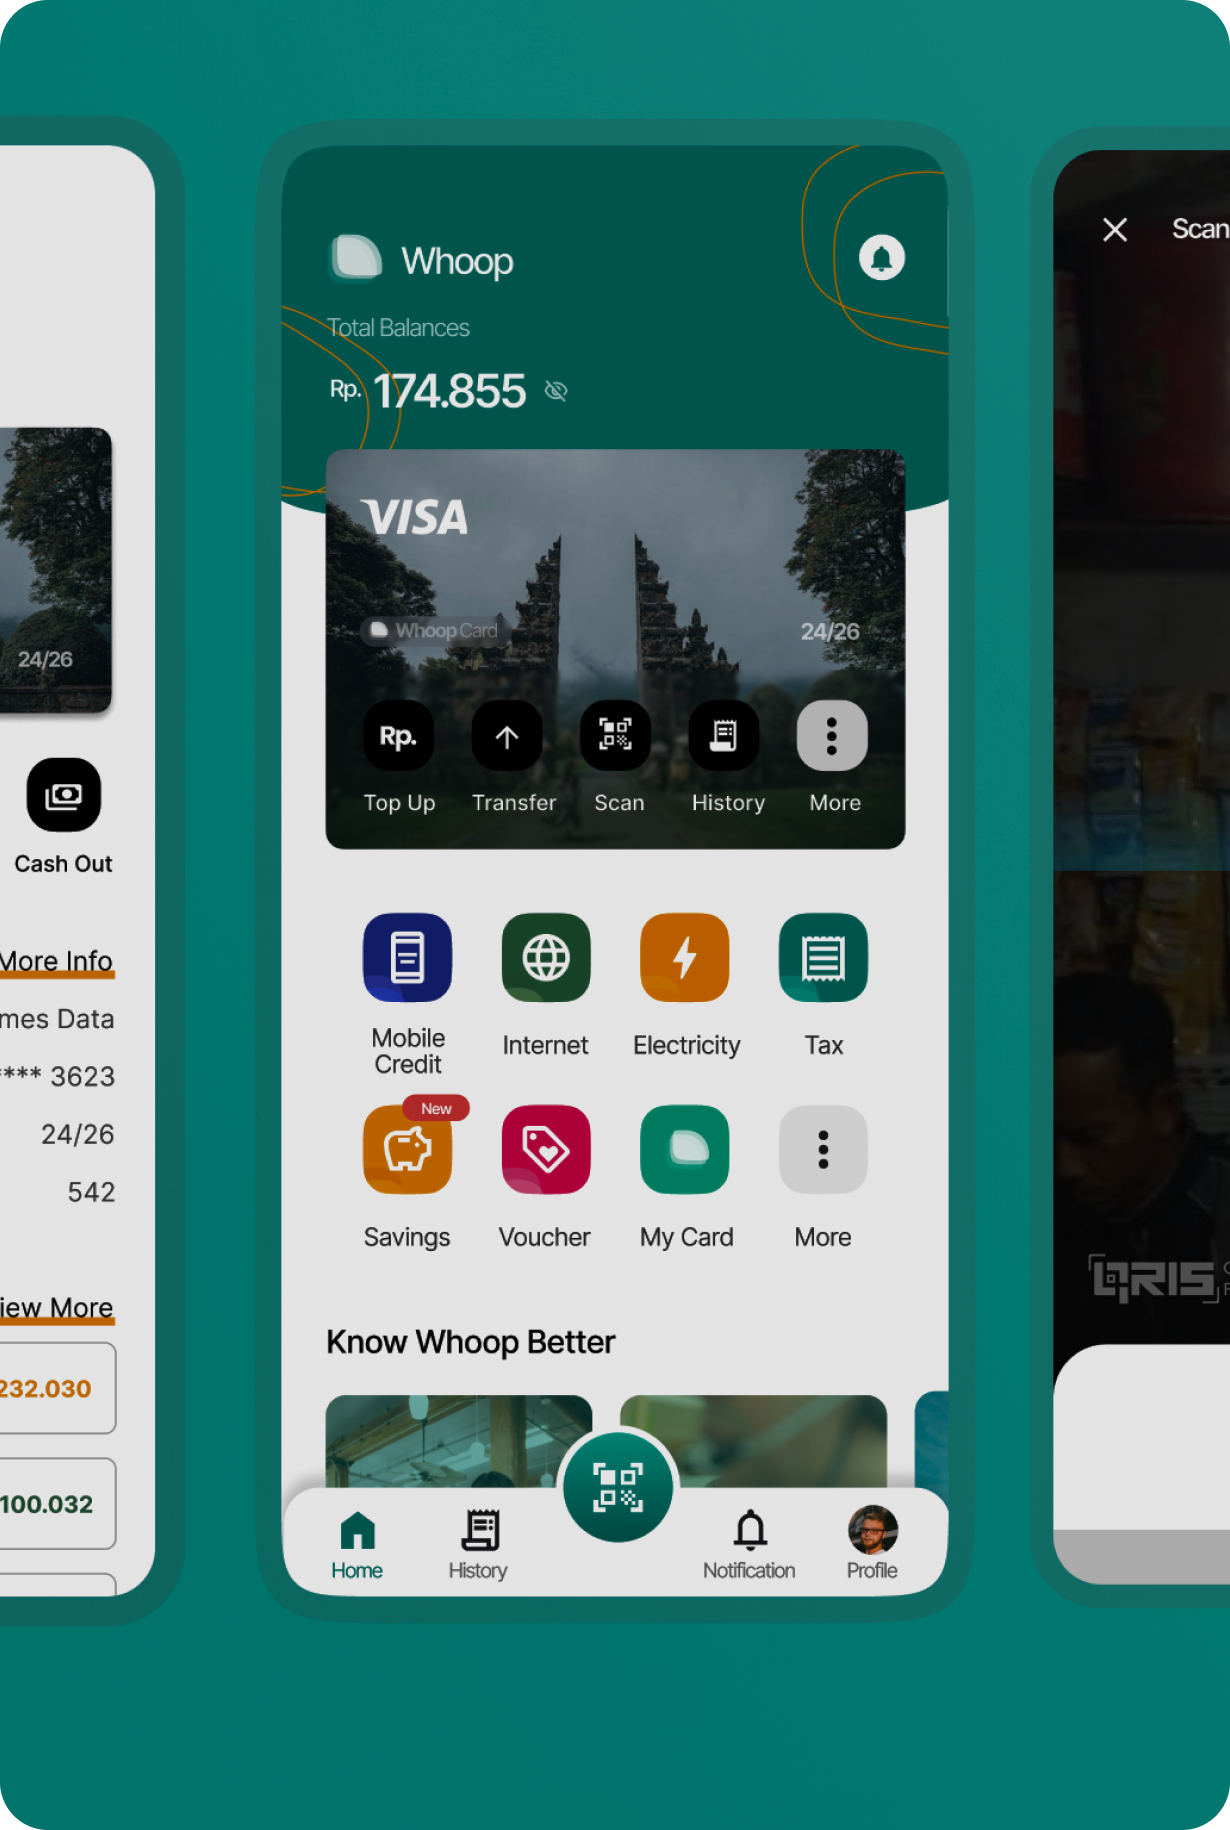 24/26
Cash Out
More Info
mes Data
*** 3623
24/26
542
iew More
232.030
100.032
Whoop
Total Balances
Rp. 174.855
VISA
Whoop Card
24/26
Rp.
Top Up
Transfer
Scan
History
More
Mobile
Credit
Internet
Electricity
Tax
New
Savings
Voucher
My Card
More
Know Whoop Better
Home
History
Notification
Profile
Scan
QRIS